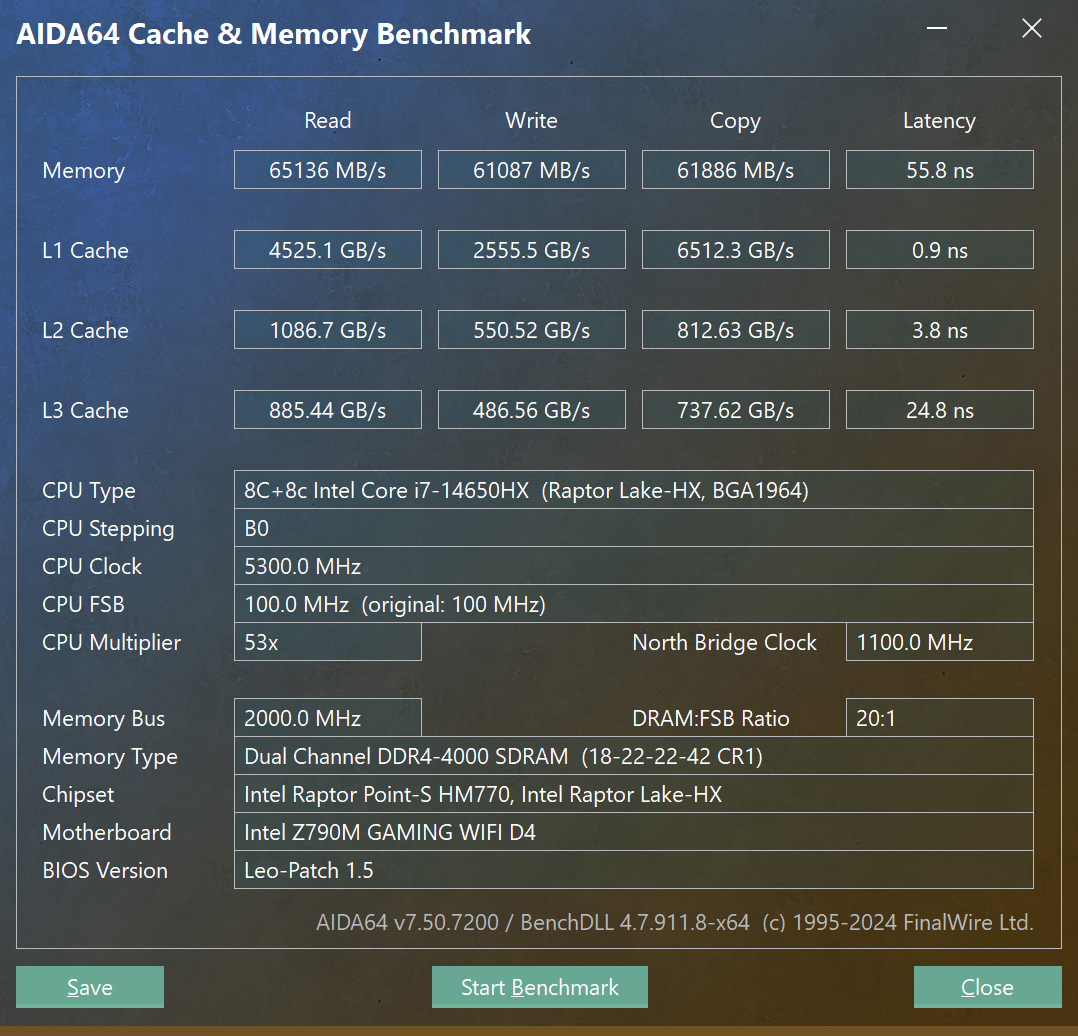 AIDA64 Cache & Memory Benchmark
Read Write Copy Latency
Memory 65136 MB/s 61087 MB/s 61886 MB/s 55.8 ns
L1 Cache 4525.1 GB/s 2555.5 GB/s 6512.3 GB/s 0.9 ns
L2 Cache 1086.7 GB/s 550.52 GB/s 812.63 GB/s 3.8 ns
L3 Cache 885.44 GB/s 486.56 GB/s 737.62 GB/s 24.8 ns
CPU Type 8C+8c Intel Core i7-14650HX (Raptor Lake-HX, BGA1964)
CPU Stepping B0
CPU Clock 5300.0 MHz
CPU FSB 100.0 MHz (original: 100 MHz)
CPU Multiplier 53x North Bridge Clock 1100.0 MHz
Memory Bus 2000.0 MHz DRAM:FSB Ratio 20:1
Memory Type Dual Channel DDR4-4000 SDRAM (18-22-22-42 CR1)
Chipset Intel Raptor Point-S HM770, Intel Raptor Lake-HX
Motherboard Intel Z790M GAMING WIFI D4
BIOS Version Leo-Patch 1.5
AIDA64 v7.50.7200 / BenchDLL 4.7.911.8-x64 (c) 1995-2024 FinalWire Ltd.
Save Start Benchmark Close